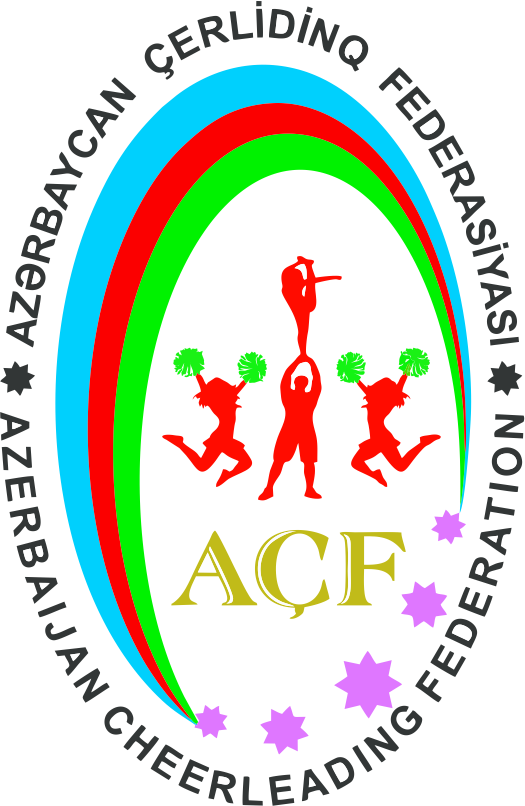 AZƏRBAYCAN ÇERLİDİNQ FEDERASİYASI
AÇF
AZERBAIJAN CHEERLEADING FEDERATION